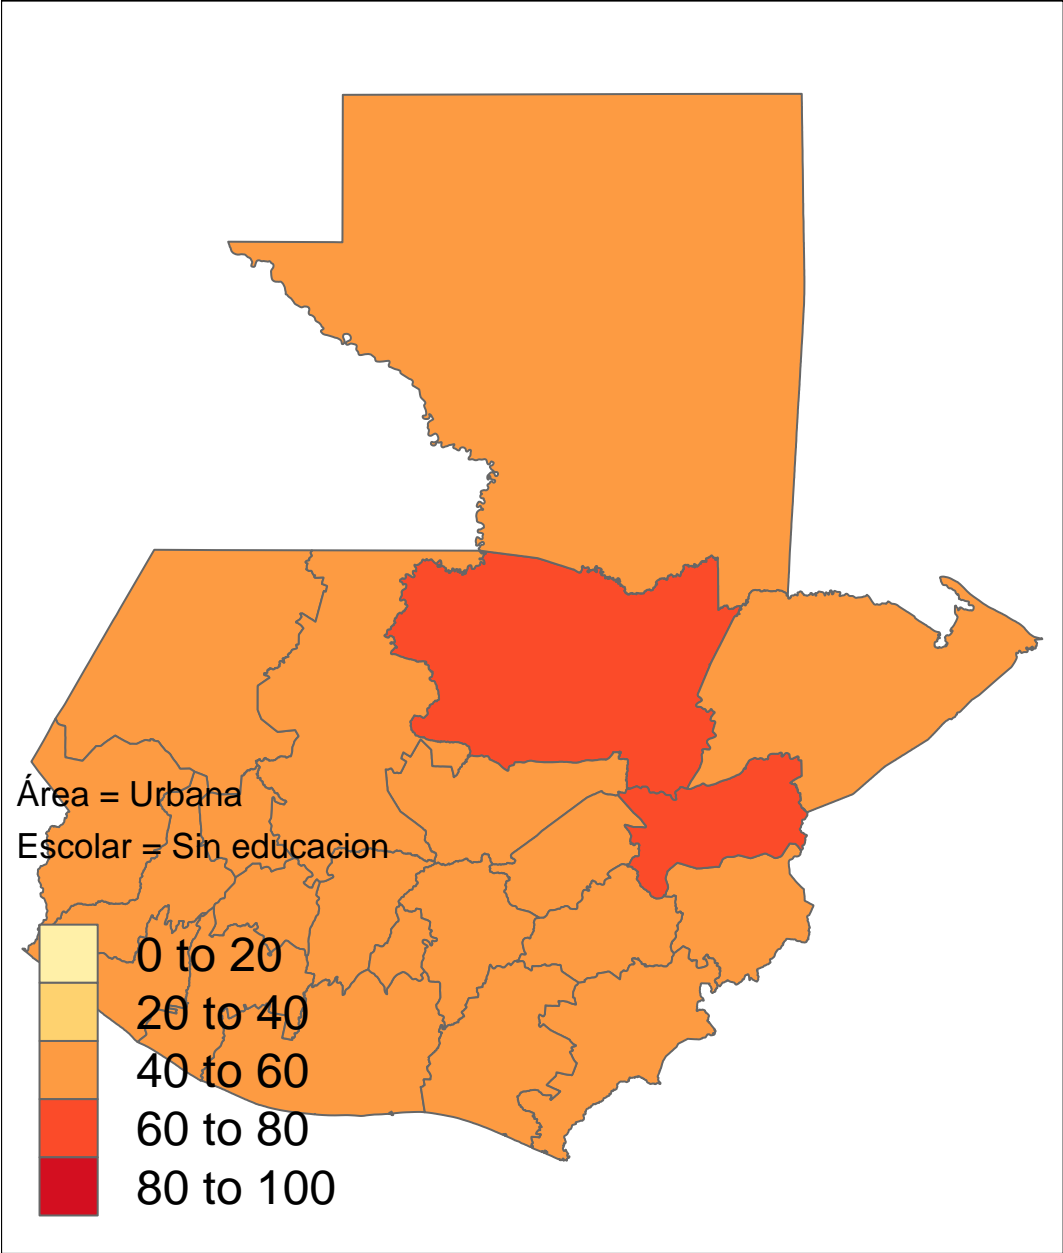 Área = Urbana
Escolar = Sin educacion
0 to 20
20 to 40
40 to 60
60 to 80
80 to 100